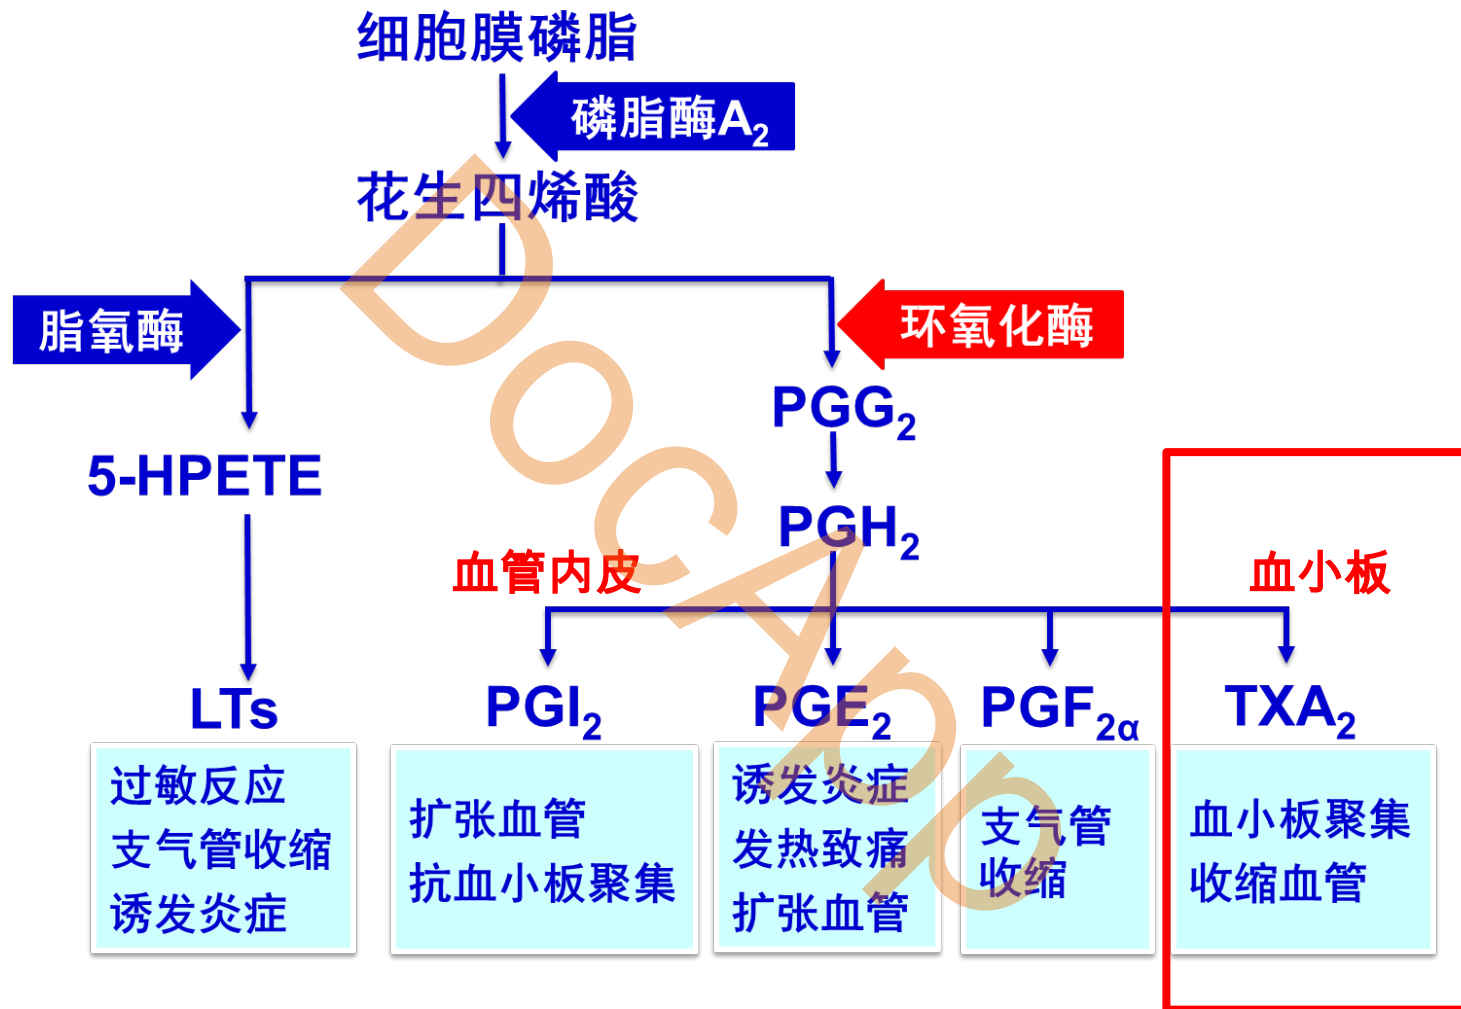 细胞膜磷脂
磷脂酶A₂
花生四烯酸
脂氧酶
环氧化酶
PGG₂
5-HPETE
PGH₂
血管内皮
血小板
LTs
PGI₂
PGE₂
PGF₂α
TXA₂
过敏反应
支气管收缩
诱发炎症
扩张血管
抗血小板聚集
诱发炎症
发热致痛
扩张血管
支气管
收缩
血小板聚集
收缩血管
DocApp